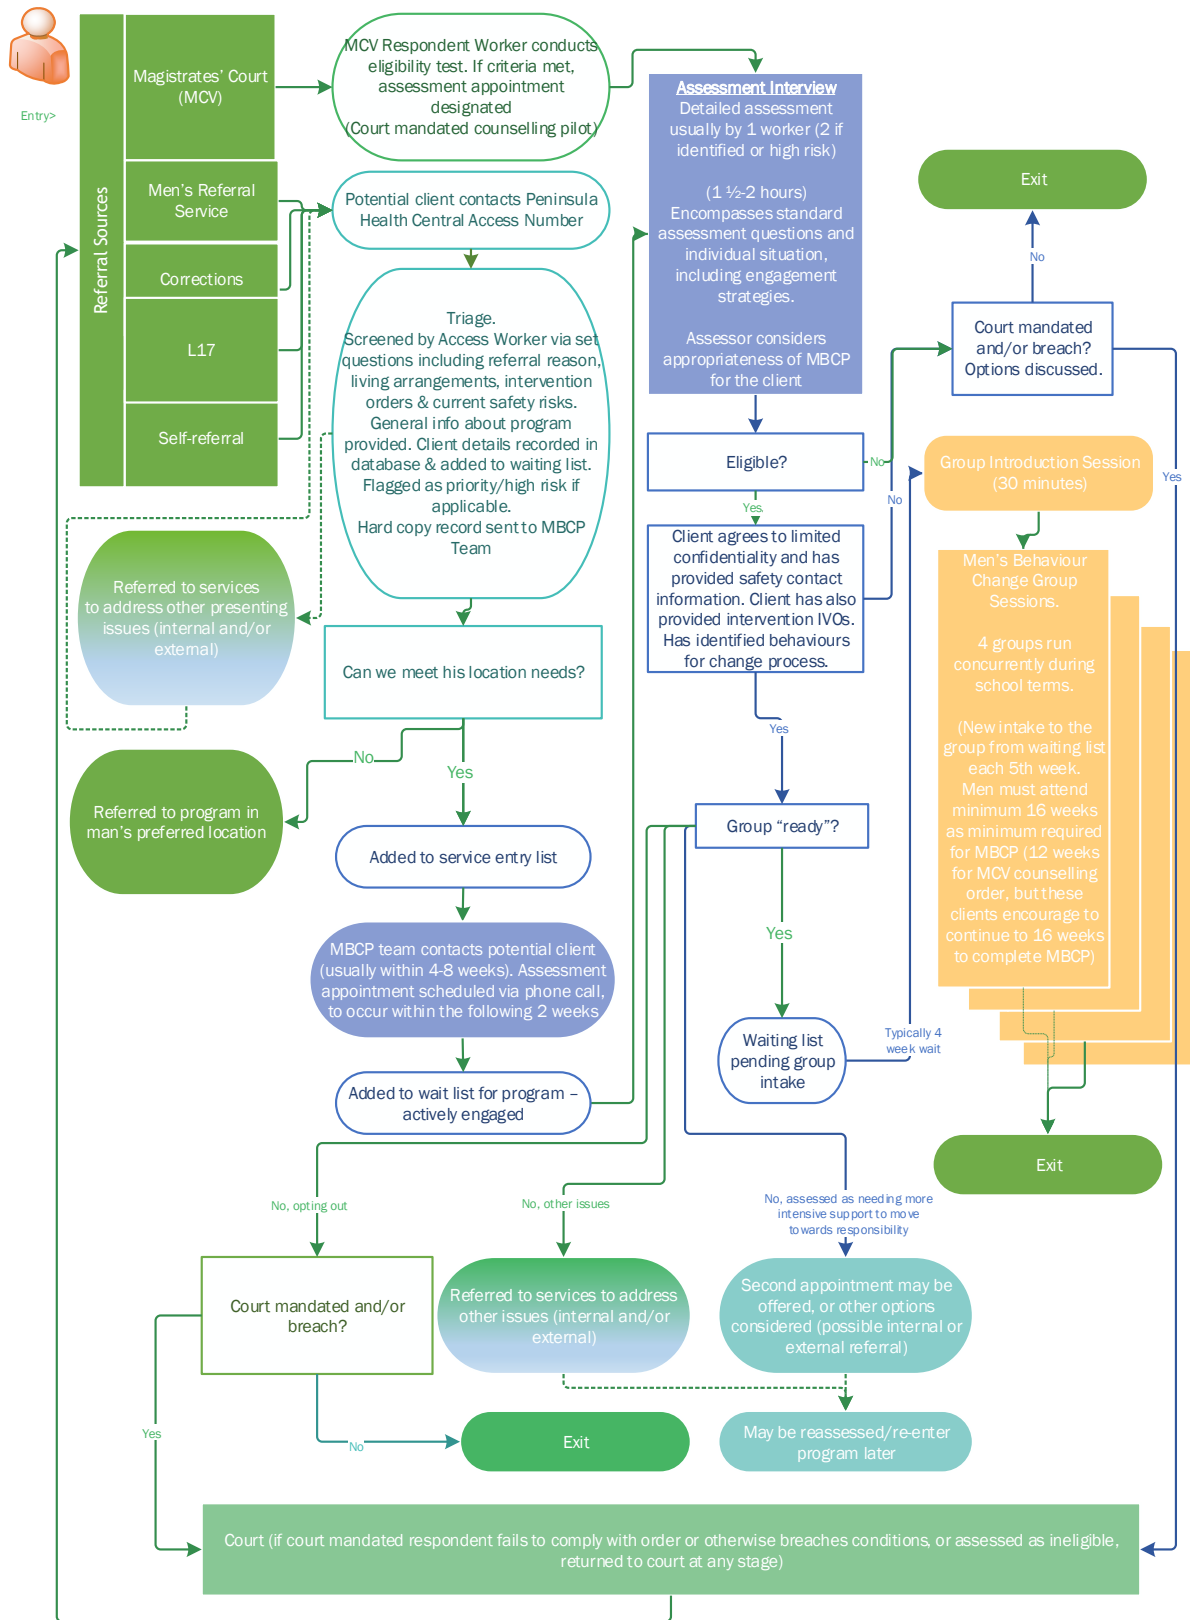 Entry>
Referral Sources
Magistrates' Court
(MCV)
Men's Referral
Service
Corrections
L17
Self-referral
MCV Respondent Worker conducts
eligibility test. If criteria met,
assessment appointment
designated
(Court mandated counselling pilot)
Potential client contacts Peninsula
Health Central Access Number
Triage.
Screened by Access Worker via set
questions including referral reason,
living arrangements, intervention
orders & current safety risks.
General info about program
provided. Client details recorded in
database & added to waiting list.
Flagged as priority/high risk if
applicable.
Hard copy record sent to MBCP
Team
Referred to services
to address other presenting
issues (internal and/or
external)
Can we meet his location needs?
No
Yes
Referred to program in
man's preferred location
Added to service entry list
MBCP team contacts potential client
(usually within 4-8 weeks). Assessment
appointment scheduled via phone call,
to occur within the following 2 weeks
Added to wait list for program –
actively engaged
Assessment Interview
Detailed assessment
usually by 1 worker (2 if
identified or high risk)
(1 ½-2 hours)
Encompasses standard
assessment questions and
individual situation,
including engagement
strategies.
Assessor considers
appropriateness of MBCP
for the client
Eligible?
No
Yes.
Client agrees to limited
confidentiality and has
provided safety contact
information. Client has also
provided intervention IVOs.
Has identified behaviours
for change process.
No
Yes
Group “ready”?
Yes
Waiting list
pending group
intake
Typically 4
week wait
Exit
No
Court mandated
and/or breach?
Options discussed.
Yes
Group Introduction Session
(30 minutes)
Men's Behaviour
Change Group
Sessions.
4 groups run
concurrently during
school terms.
(New intake to the
group from waiting list
each 5th week.
Men must attend
minimum 16 weeks
as minimum required
for MBCP (12 weeks
for MCV counselling
order, but these
clients encourage to
continue to 16 weeks
to complete MBCP)
Exit
No, opting out
No, other issues
No, assessed as needing more
intensive support to move
towards responsibility
Court mandated and/or
breach?
Referred to services to address
other issues (internal and/or
external)
Second appointment may be
offered, or other options
considered (possible internal or
external referral)
Yes
No
Exit
May be reassessed/re-enter
program later
Court (if court mandated respondent fails to comply with order or otherwise breaches conditions, or assessed as ineligible,
returned to court at any stage)